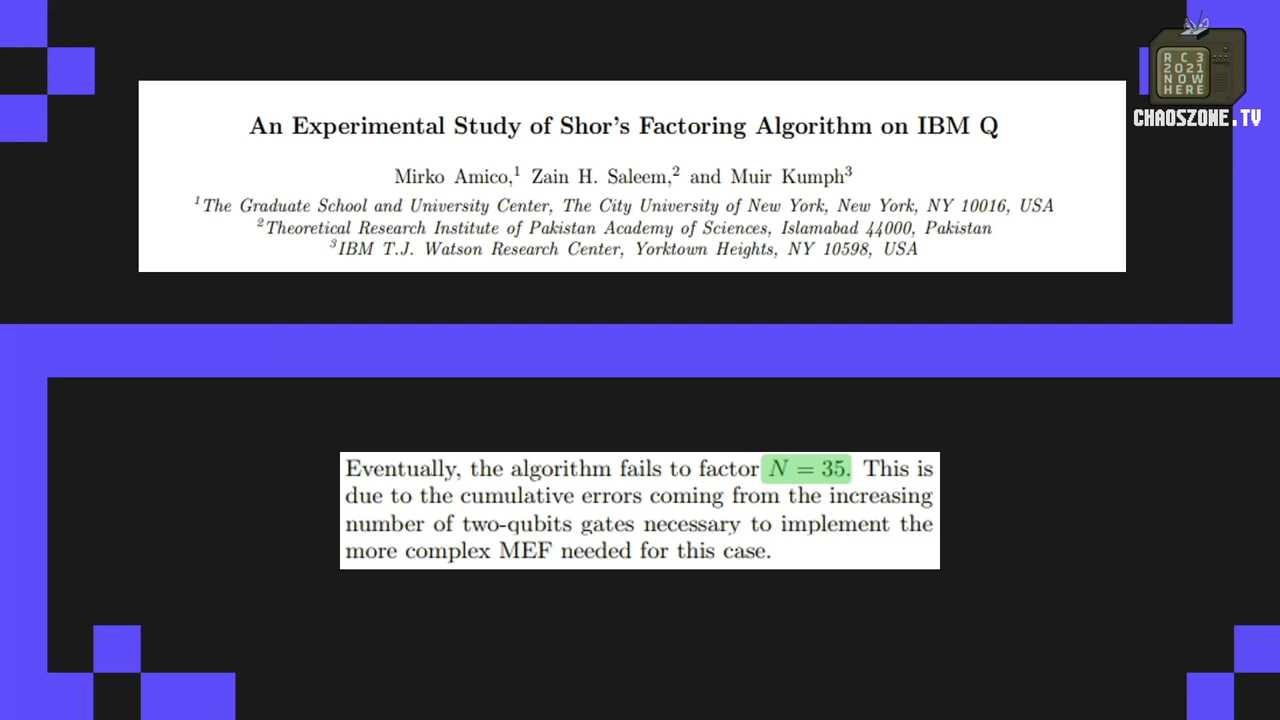 RC3
2021
NOW
HERE
CHAOSZONE.TV
An Experimental Study of Shor's Factoring Algorithm on IBM Q
Mirko Amico,1 Zain H. Saleem,2 and Muir Kumph3
1The Graduate School and University Center, The City University of New York, New York, NY 10016, USA
2Theoretical Research Institute of Pakistan Academy of Sciences, Islamabad 44000, Pakistan
3IBM T.J. Watson Research Center, Yorktown Heights, NY 10598, USA
Eventually, the algorithm fails to factor N = 35. This is
due to the cumulative errors coming from the increasing
number of two-qubits gates necessary to implement the
more complex MEF needed for this case.